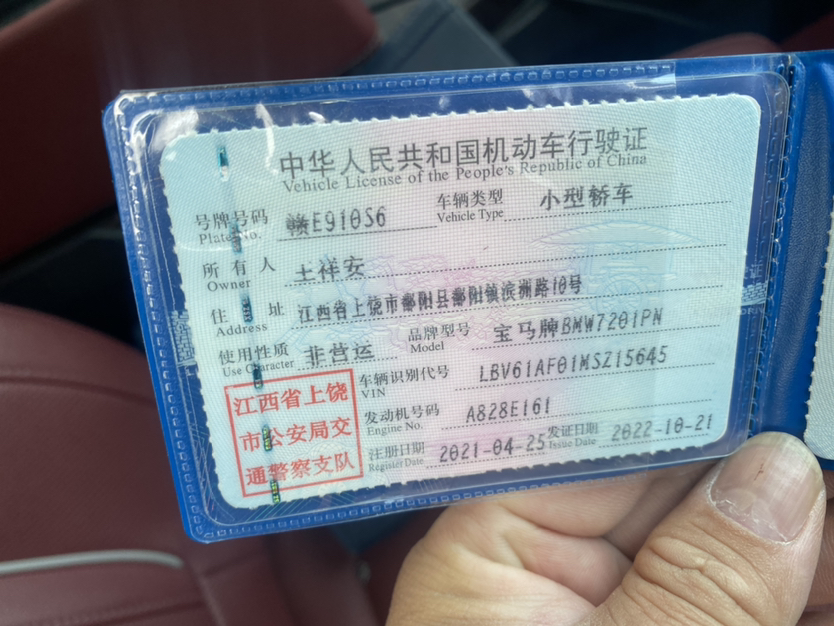 中华人民共和国机动车行驶证
Vehicle License of the People's Republic of China
号牌号码 赣E910S6 车辆类型 小型轿车
Plate No. Vehicle Type
所有人 王祥安
Owner
住址 江西省上饶市鄱阳县鄱阳镇滨洲路10号
Address
使用性质 非营运 品牌型号 宝马牌BMW7201PN
Use Character Model
江西省上饶
市公安局交
通警察支队
车辆识别代号 LBV61AF01MSZ15645
VIN
发动机号码 A828E161
Engine No.
注册日期 2021-04-25 发证日期 2022-10-21
Register Date Issue Date